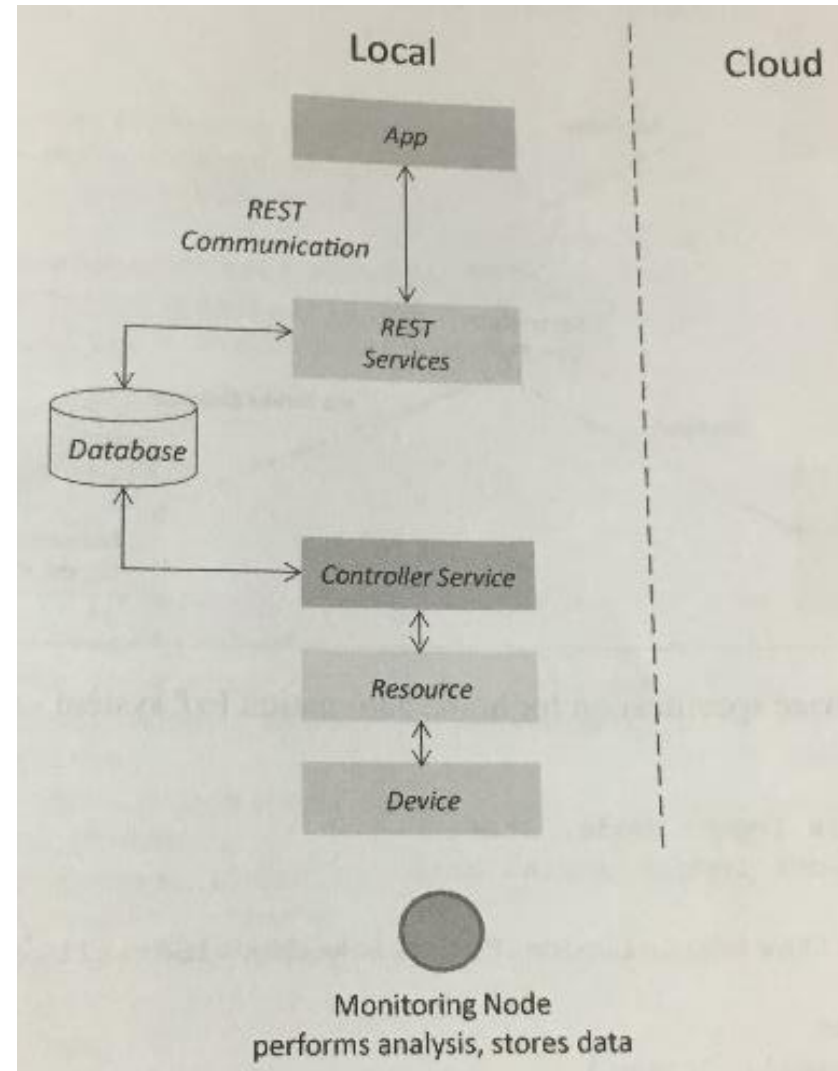 Local
Cloud
App
REST
Communication
REST
Services
Database
Controller Service
Resource
Device
Monitoring Node
performs analysis, stores data